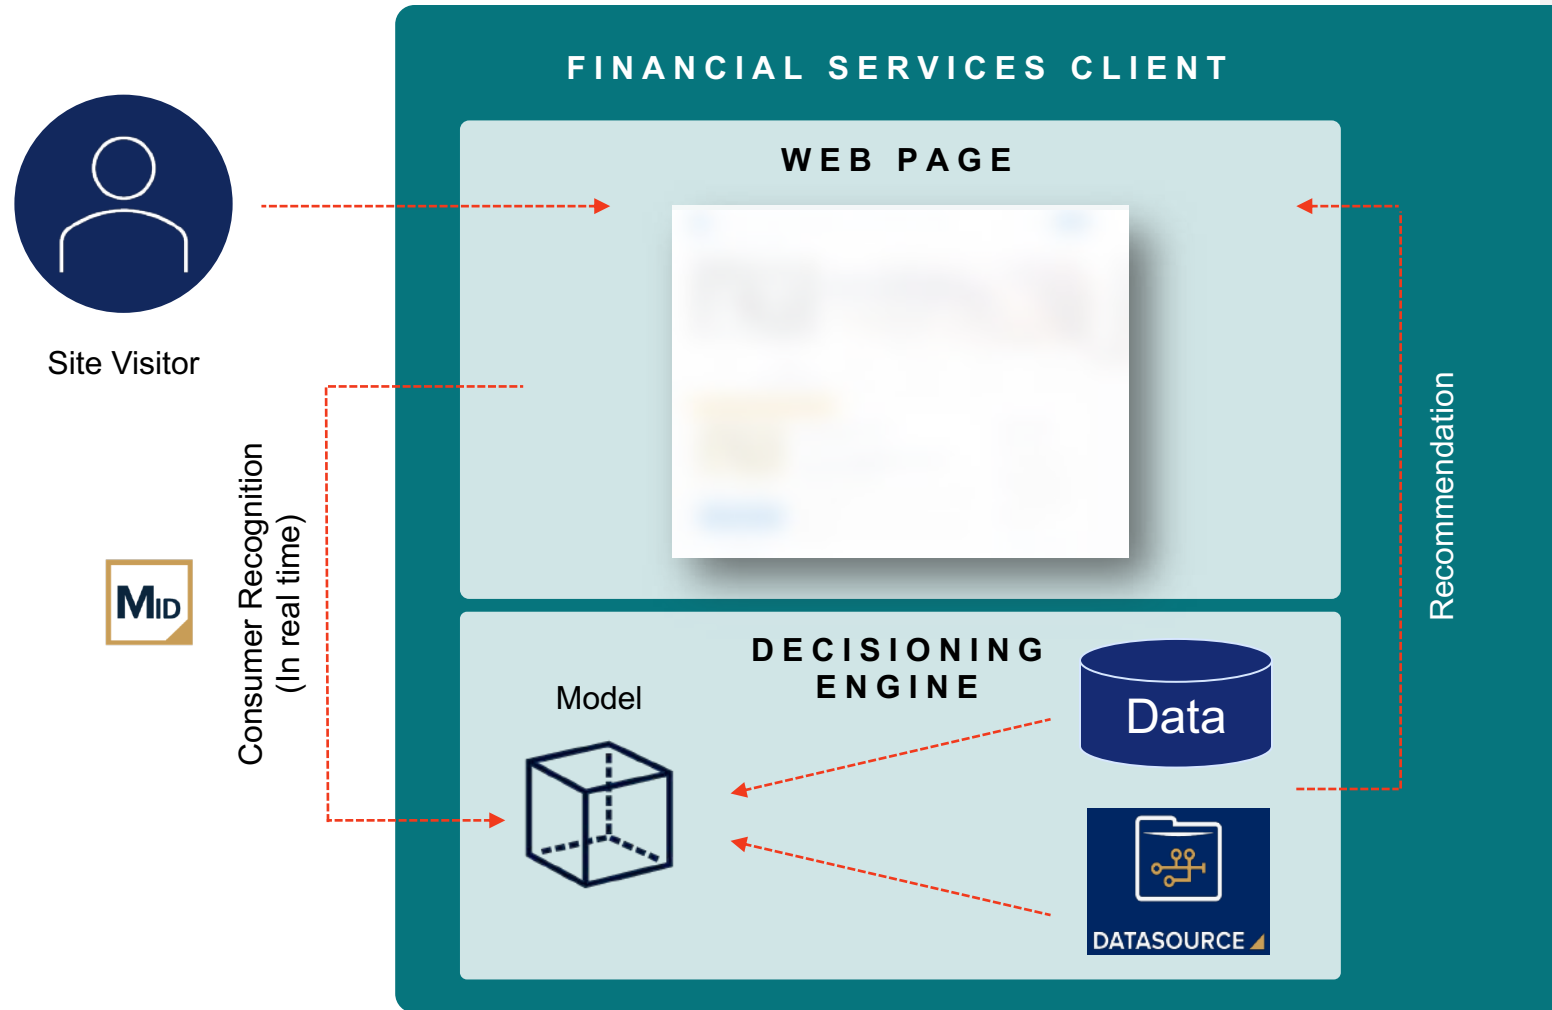 FINANCIAL SERVICES CLIENT
WEB PAGE
Site Visitor
Consumer Recognition
(In real time)
MID
Recommendation
DECISIONING
ENGINE
Model
Data
DATASOURCE